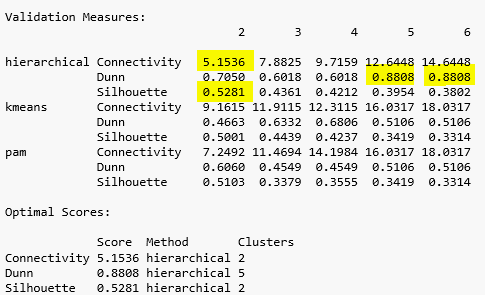 Validation Measures:
2 3 4 5 6
hierarchical Connectivity 5.1536 7.8825 9.7159 12.6448 14.6448
Dunn 0.7050 0.6018 0.6018 0.8808 0.8808
Silhouette 0.5281 0.4361 0.4212 0.3954 0.3802
kmeans Connectivity 9.1615 11.9115 12.3115 16.0317 18.0317
Dunn 0.4663 0.6332 0.6806 0.5106 0.5106
Silhouette 0.5001 0.4439 0.4237 0.3419 0.3314
pam Connectivity 7.2492 11.4694 14.1984 16.0317 18.0317
Dunn 0.6060 0.4549 0.4549 0.5106 0.5106
Silhouette 0.5103 0.3379 0.3555 0.3419 0.3314
Optimal Scores:
Score Method Clusters
Connectivity 5.1536 hierarchical 2
Dunn 0.8808 hierarchical 5
Silhouette 0.5281 hierarchical 2